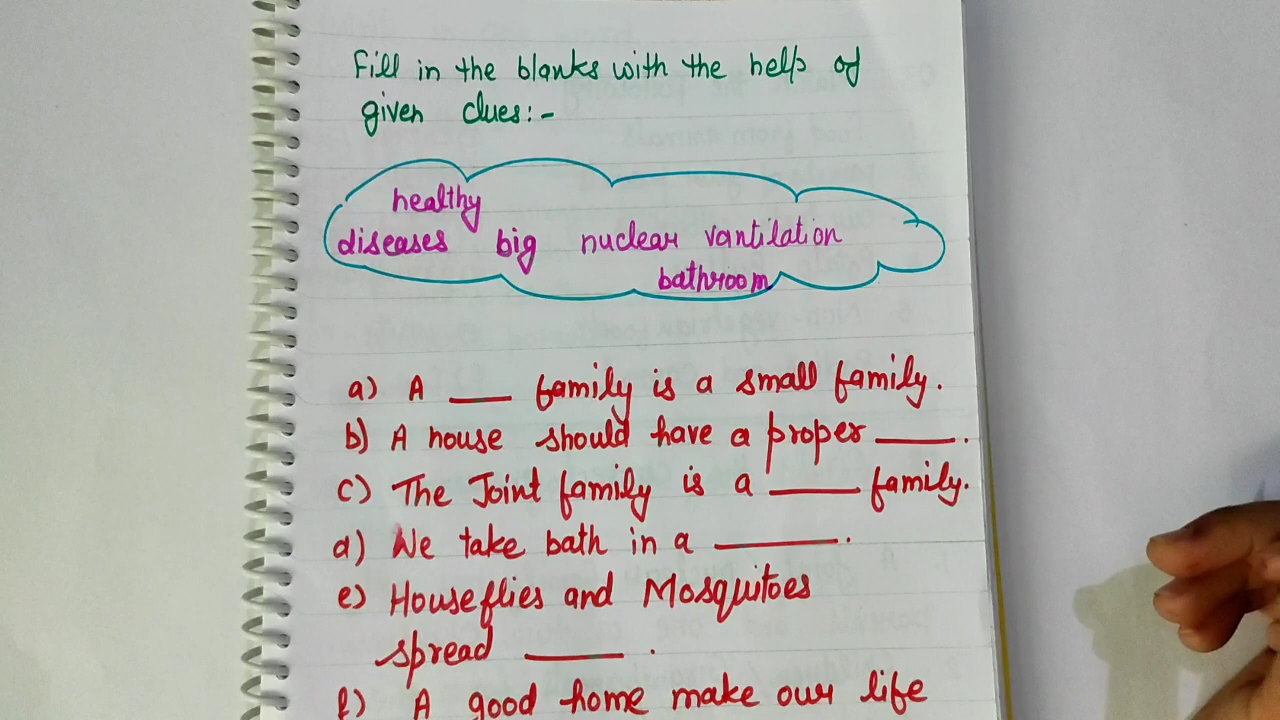 Fill in the blanks with the help of
given clues:-
healthy
diseases big nuclear vantilation
bathroom
a) A ___ family is a small family.
b) A house should have a proper ___.
c) The Joint family is a ___ family.
d) We take bath in a ___.
e) Houseflies and Mosquitoes
spread ___.
f) A good home make our life